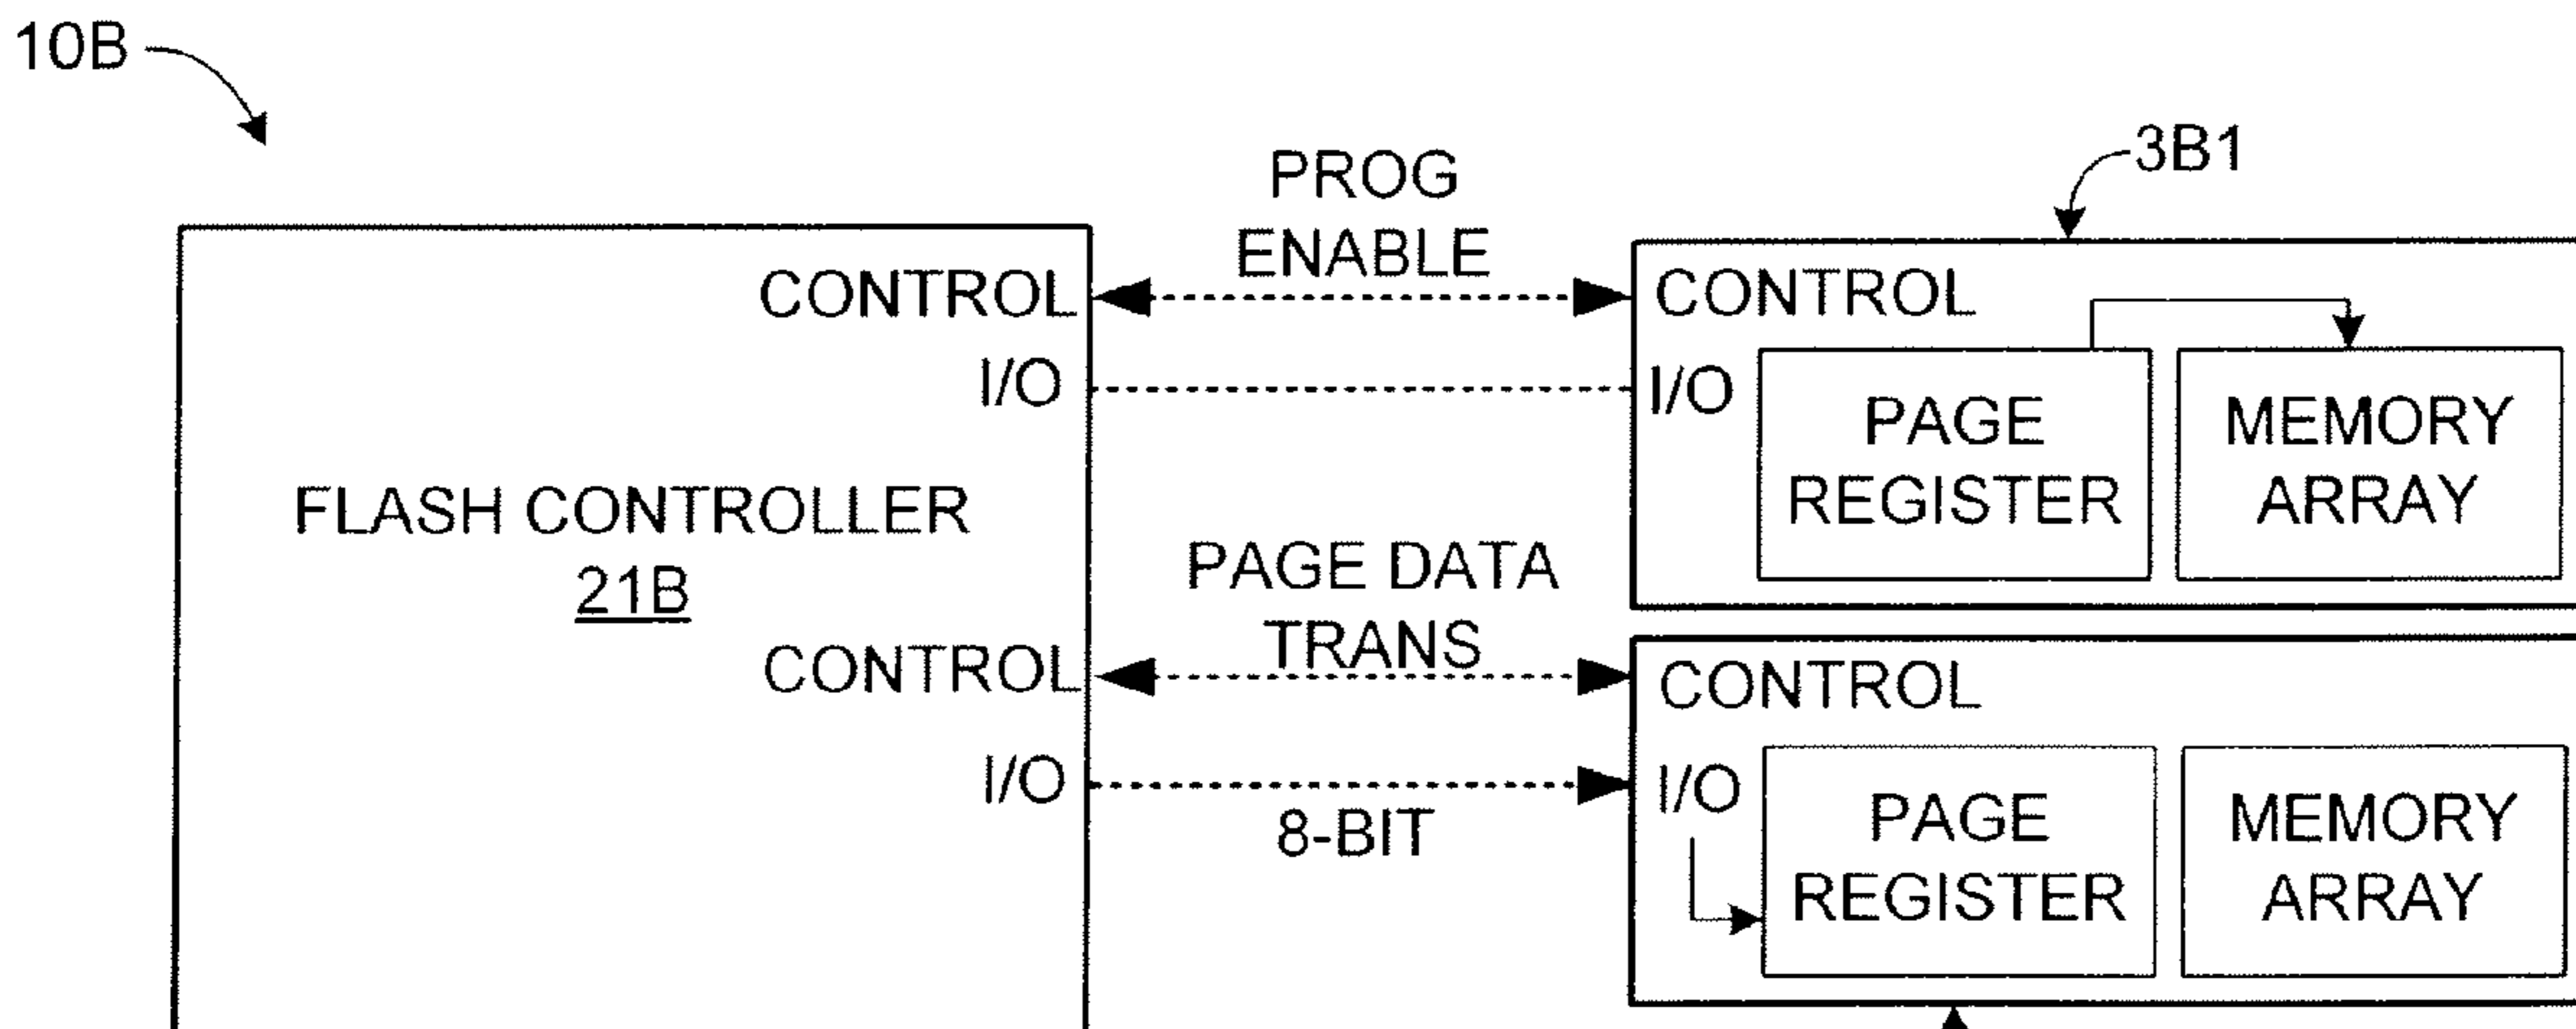 10B
3B1
PROG
ENABLE
CONTROL
CONTROL
I/O
I/O
PAGE
REGISTER
MEMORY
ARRAY
FLASH CONTROLLER
21B
PAGE DATA
TRANS
CONTROL
CONTROL
I/O
8-BIT
I/O
PAGE
REGISTER
MEMORY
ARRAY